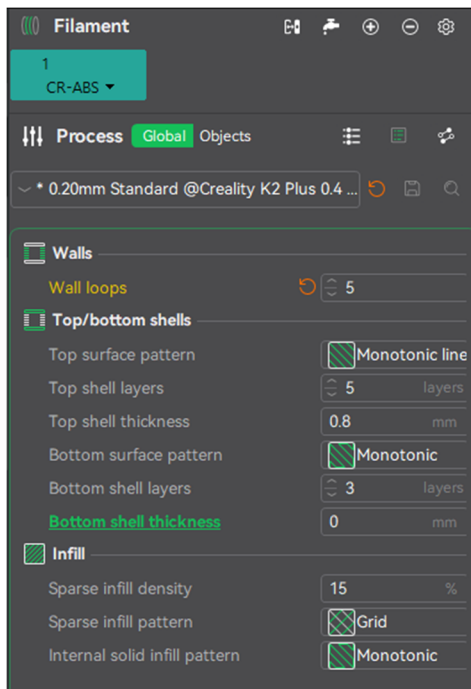 Filament
1
CR-ABS
Process Global Objects
* 0.20mm Standard @Creality K2 Plus 0.4 ...
Walls
Wall loops 5
Top/bottom shells
Top surface pattern Monotonic line
Top shell layers 5 layers
Top shell thickness 0.8 mm
Bottom surface pattern Monotonic
Bottom shell layers 3 layers
Bottom shell thickness 0 mm
Infill
Sparse infill density 15 %
Sparse infill pattern Grid
Internal solid infill pattern Monotonic